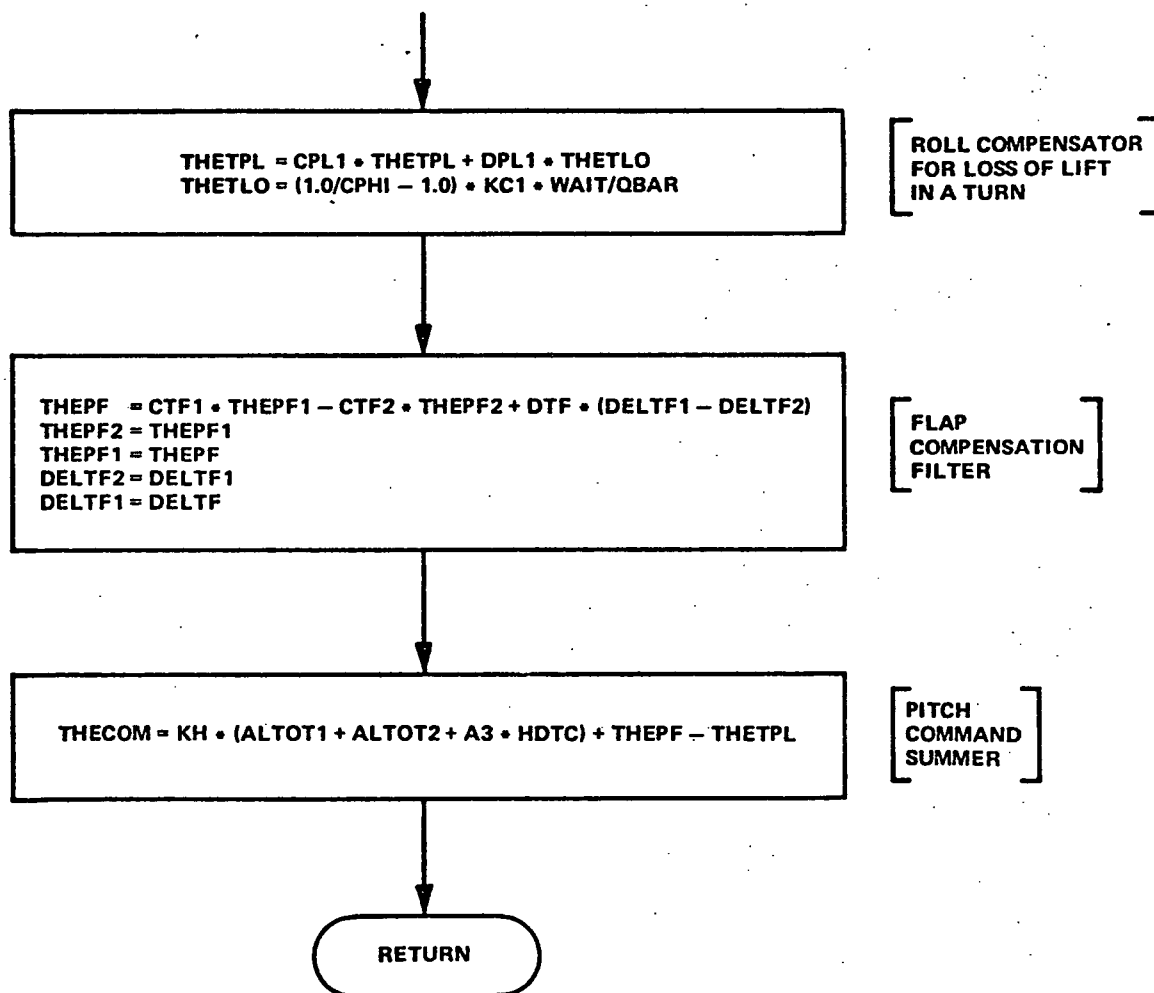 THETPL = CPL1 * THETPL + DPL1 * THETLO
THETLO = (1.0/CPHI – 1.0) * KC1 * WAIT/QBAR
ROLL COMPENSATOR
FOR LOSS OF LIFT
IN A TURN
THEPF = CTF1 * THEPF1 – CTF2 * THEPF2 + DTF * (DELTF1 – DELTF2)
THEPF2 = THEPF1
THEPF1 = THEPF
DELTF2 = DELTF1
DELTF1 = DELTF
FLAP
COMPENSATION
FILTER
THECOM = KH * (ALTOT1 + ALTOT2 + A3 * HDTC) + THEPF – THETPL
PITCH
COMMAND
SUMMER
RETURN